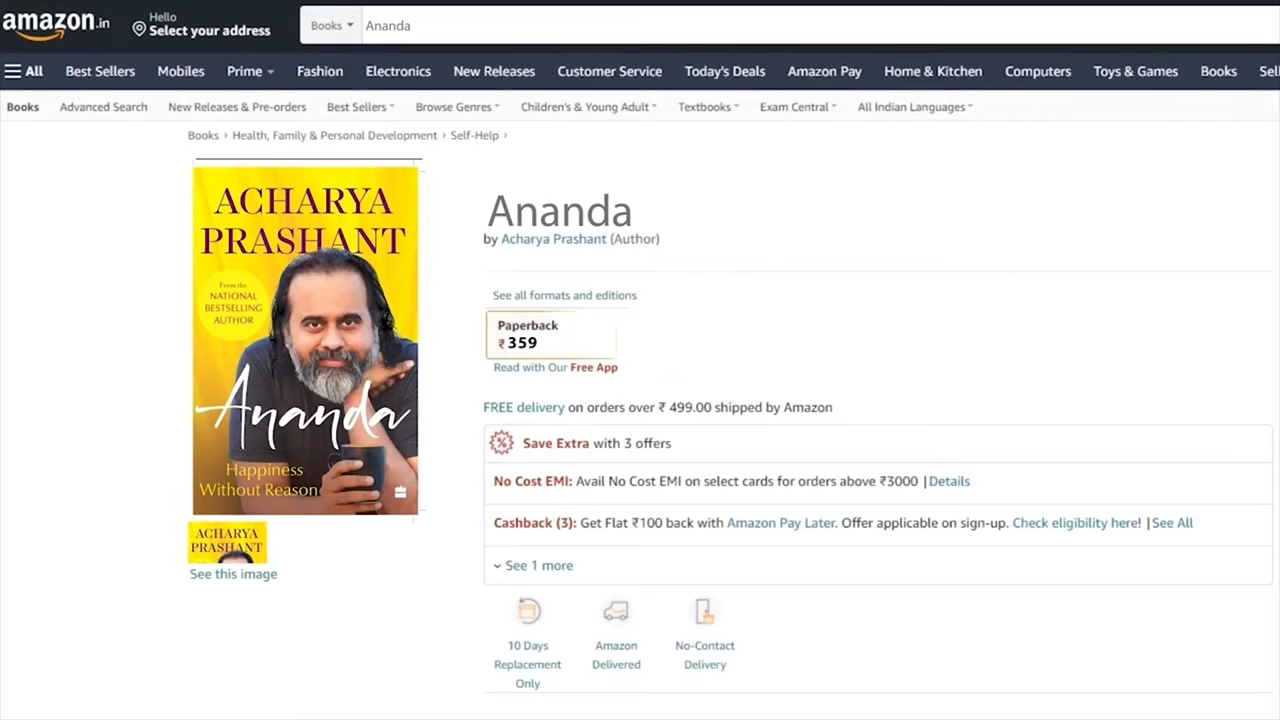 amazon.in
Hello
Select your address
Books
Ananda
All
Best Sellers
Mobiles
Prime
Fashion
Electronics
New Releases
Customer Service
Today's Deals
Amazon Pay
Home & Kitchen
Computers
Toys & Games
Books
Sell
Books
Advanced Search
New Releases & Pre-orders
Best Sellers
Browse Genres
Children's & Young Adult
Textbooks
Exam Central
All Indian Languages
Books › Health, Family & Personal Development › Self-Help ›
ACHARYA
PRASHANT
From the
NATIONAL
BESTSELLING
AUTHOR
Ananda
Happiness
Without Reason
ACHARYA
PRASHANT
See this image
Ananda
by Acharya Prashant (Author)
See all formats and editions
Paperback
₹ 359
Read with Our Free App
FREE delivery on orders over ₹ 499.00 shipped by Amazon
Save Extra with 3 offers
No Cost EMI: Avail No Cost EMI on select cards for orders above ₹3000 | Details
Cashback (3): Get Flat ₹100 back with Amazon Pay Later. Offer applicable on sign-up. Check eligibility here! | See All
See 1 more
10 Days
Replacement
Only
Amazon
Delivered
No-Contact
Delivery